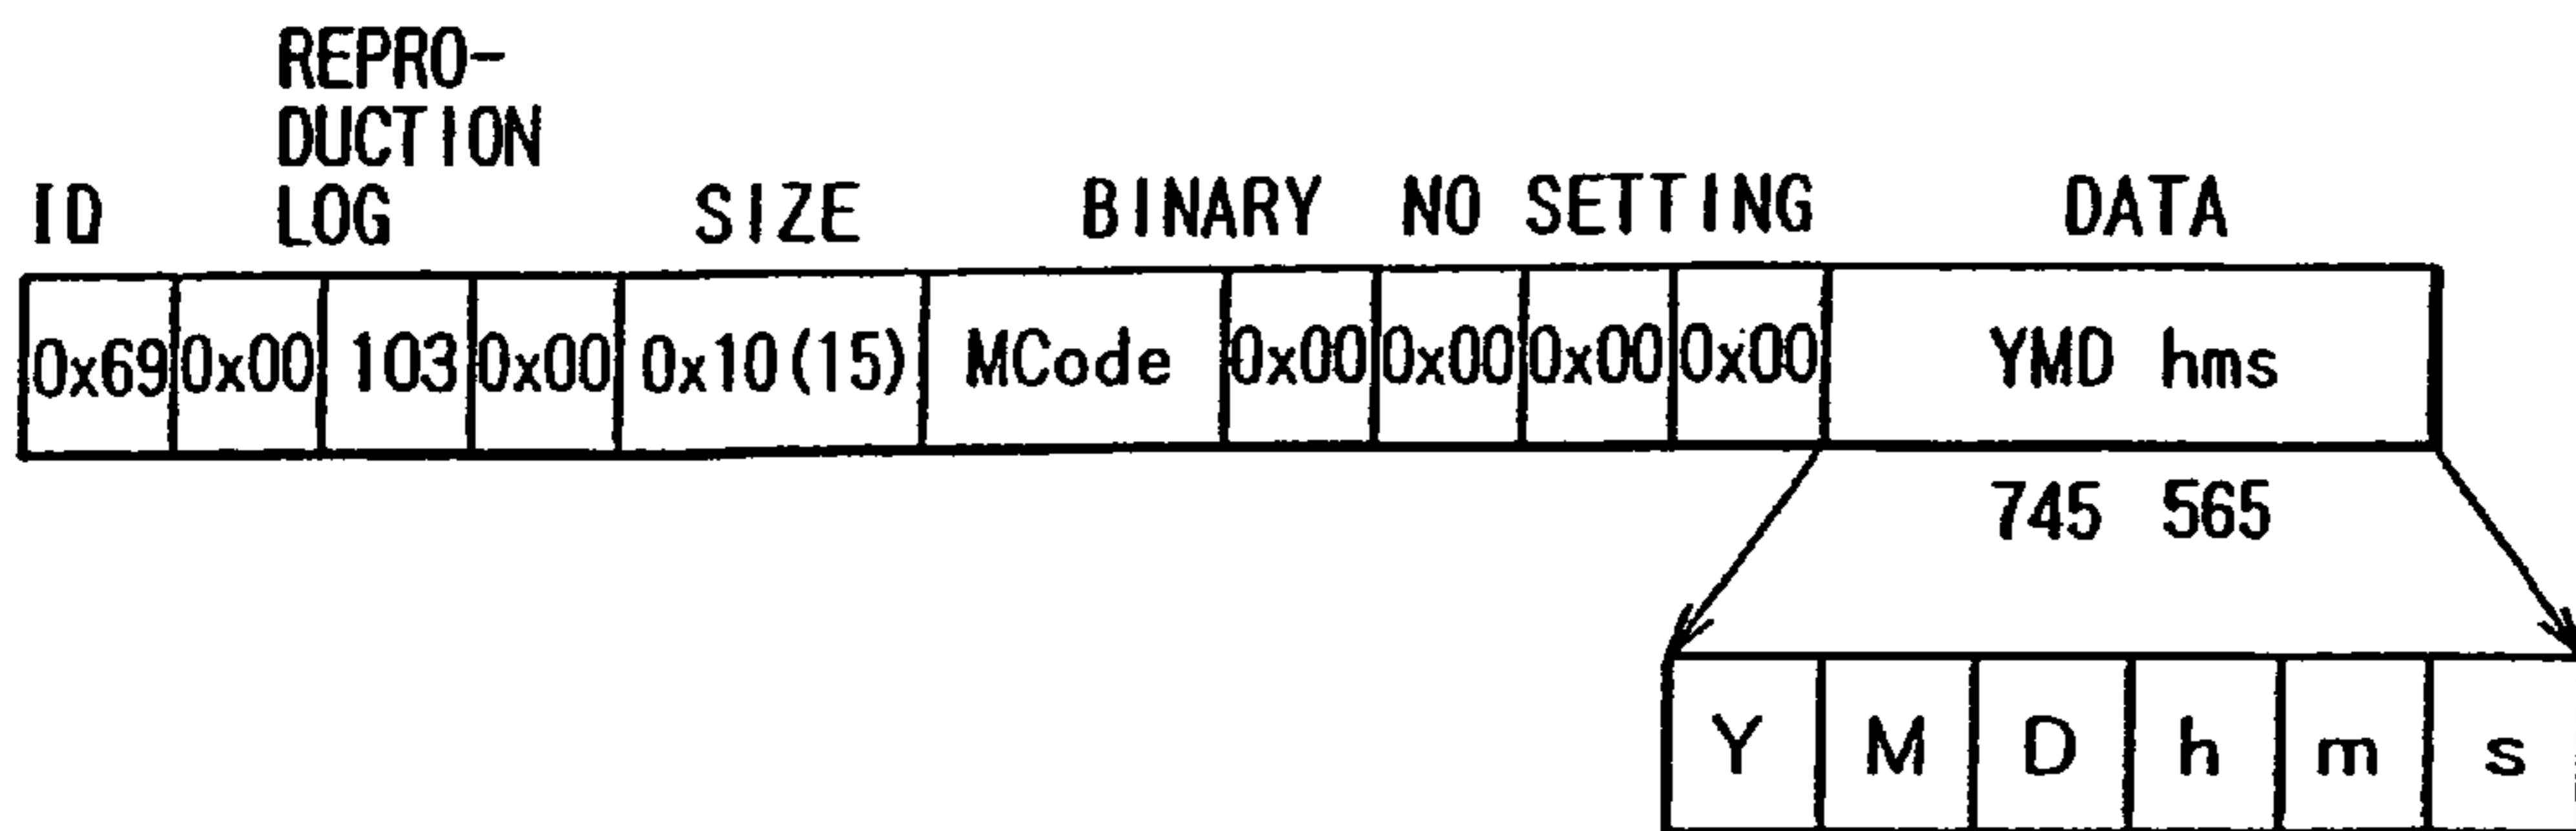 REPRO-
DUCTION
ID LOG SIZE BINARY NO SETTING DATA
0x69 0x00 103 0x00 0x10(15) MCode 0x00 0x00 0x00 0x00 YMD hms
745 565
Y M D h m s